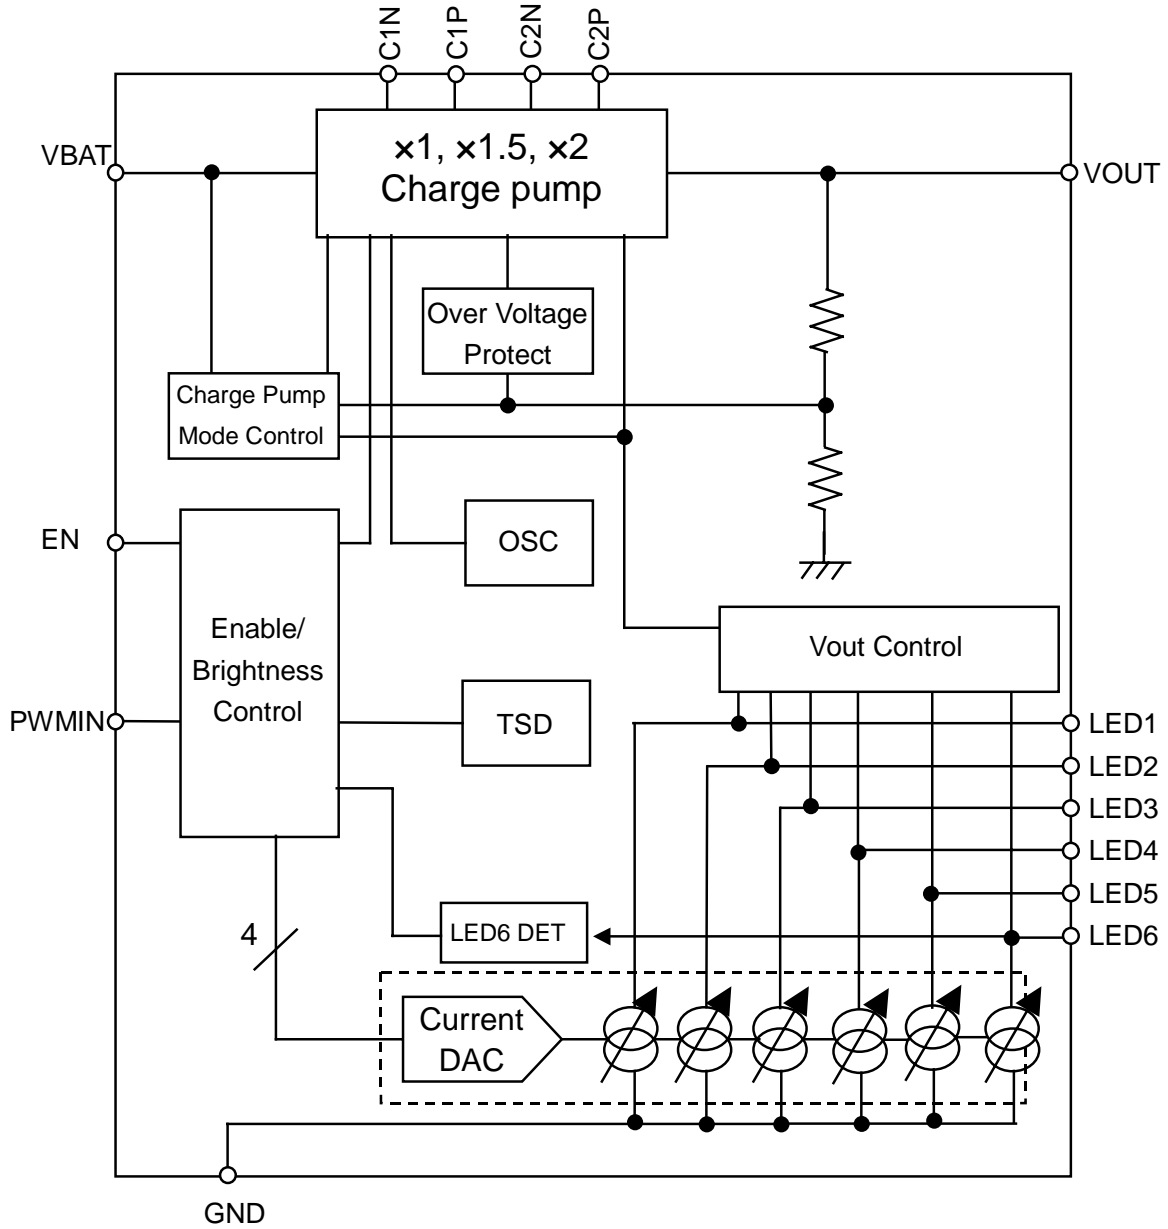 C1N
C1P
C2N
C2P
VBAT
×1, ×1.5, ×2
Charge pump
VOUT
Over Voltage
Protect
Charge Pump
Mode Control
EN
OSC
Enable/
Brightness
Control
Vout Control
PWMIN
TSD
LED1
LED2
LED3
LED4
LED5
LED6
4
LED6 DET
Current
DAC
GND